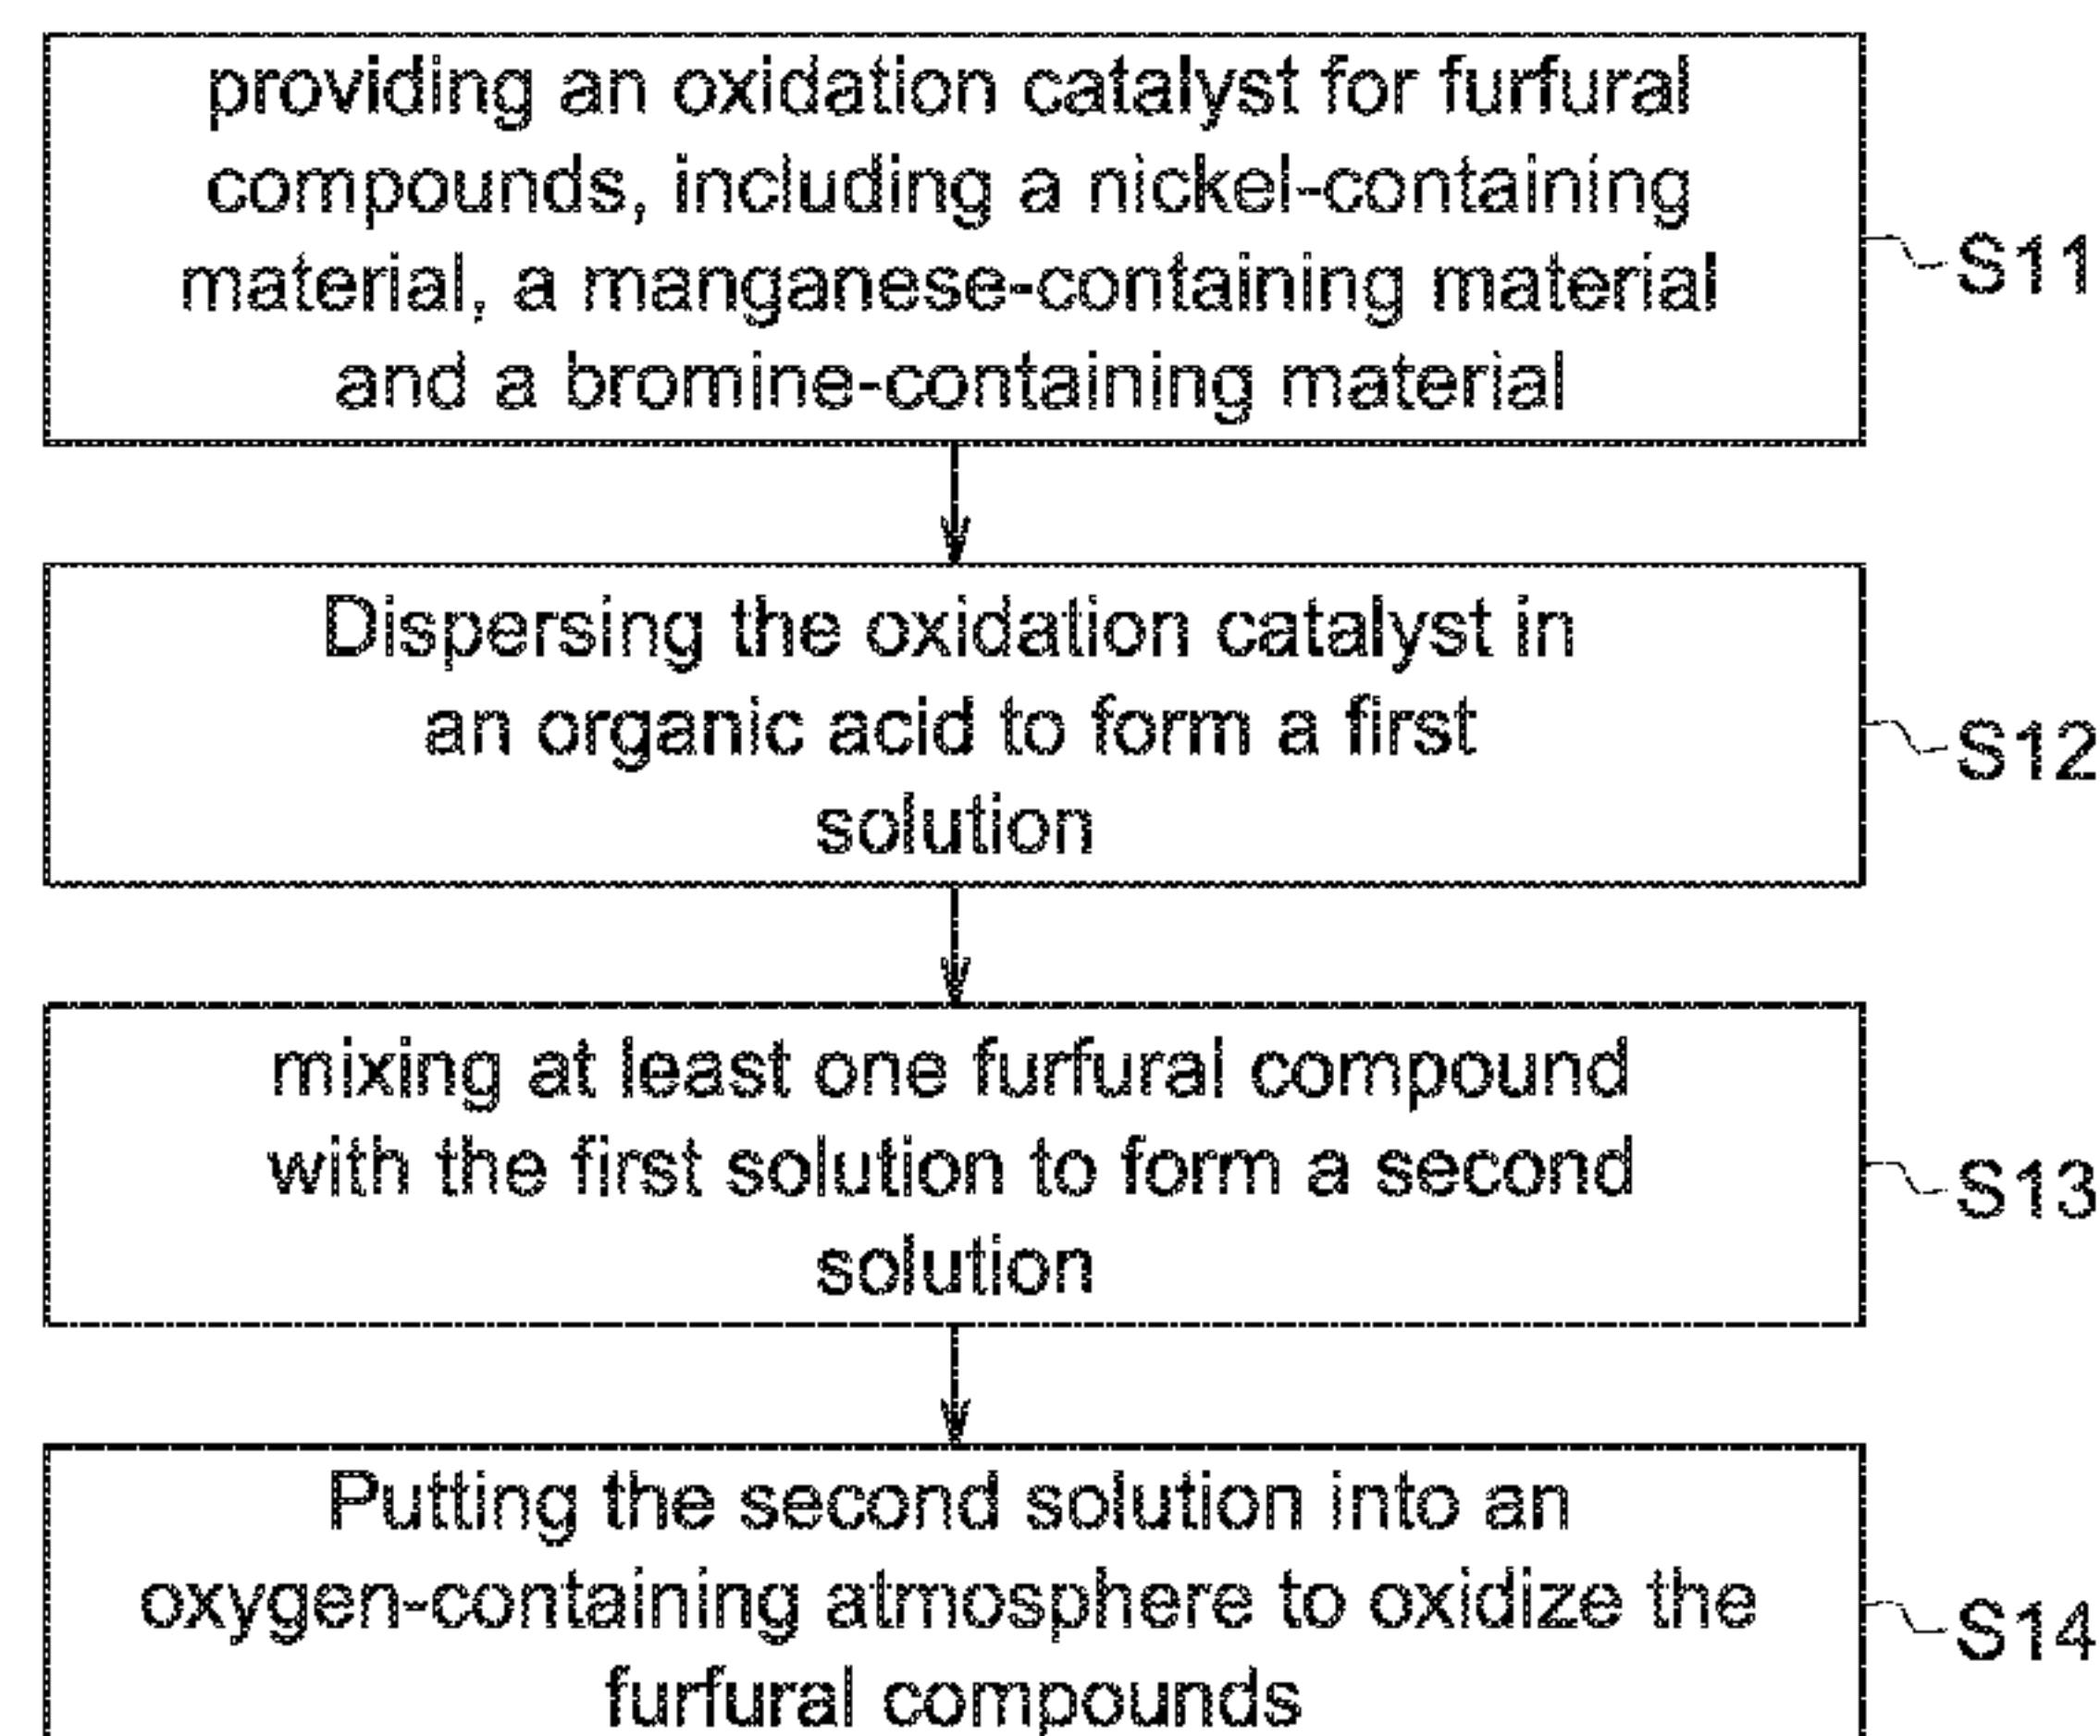 providing an oxidation catalyst for furfural
compounds, including a nickel-containing
material, a manganese-containing material
and a bromine-containing material
S11
Dispersing the oxidation catalyst in
an organic acid to form a first
solution
S12
mixing at least one furfural compound
with the first solution to form a second
solution
S13
Putting the second solution into an
oxygen-containing atmosphere to oxidize the
furfural compounds
S14